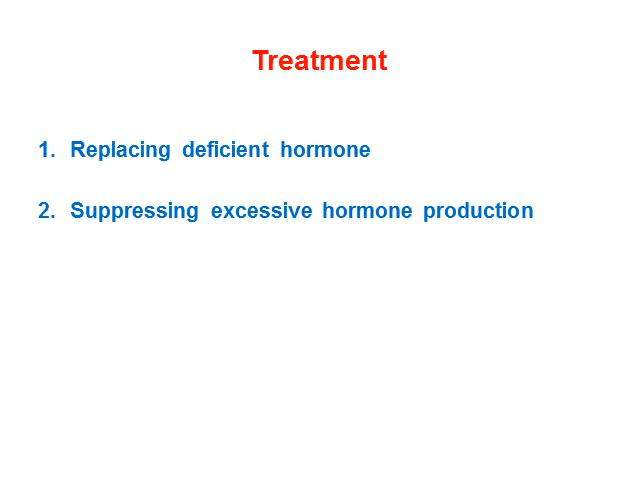 Treatment
1. Replacing deficient hormone
2. Suppressing excessive hormone production